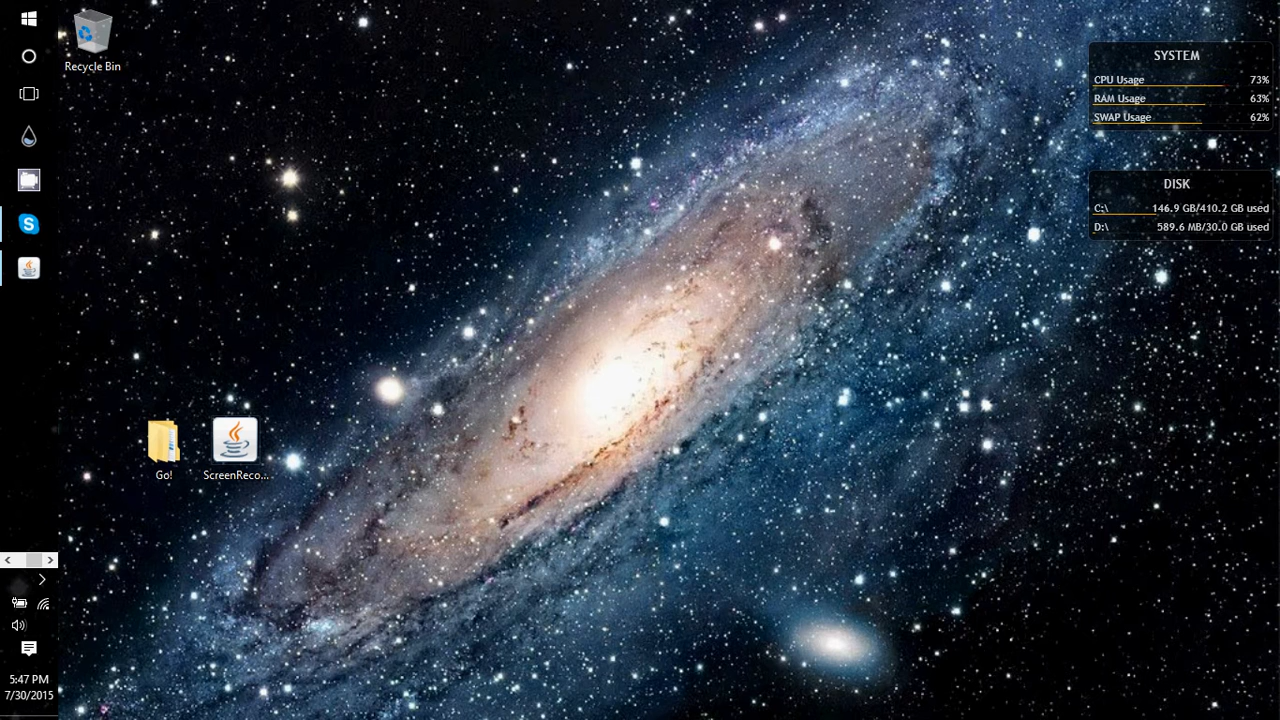 Recycle Bin
SYSTEM
CPU Usage 73%
RAM Usage 63%
SWAP Usage 62%
DISK
C:\ 146.9 GB/410.2 GB used
D:\ 589.6 MB/30.0 GB used
Go!
ScreenReco...
5:47 PM
7/30/2015